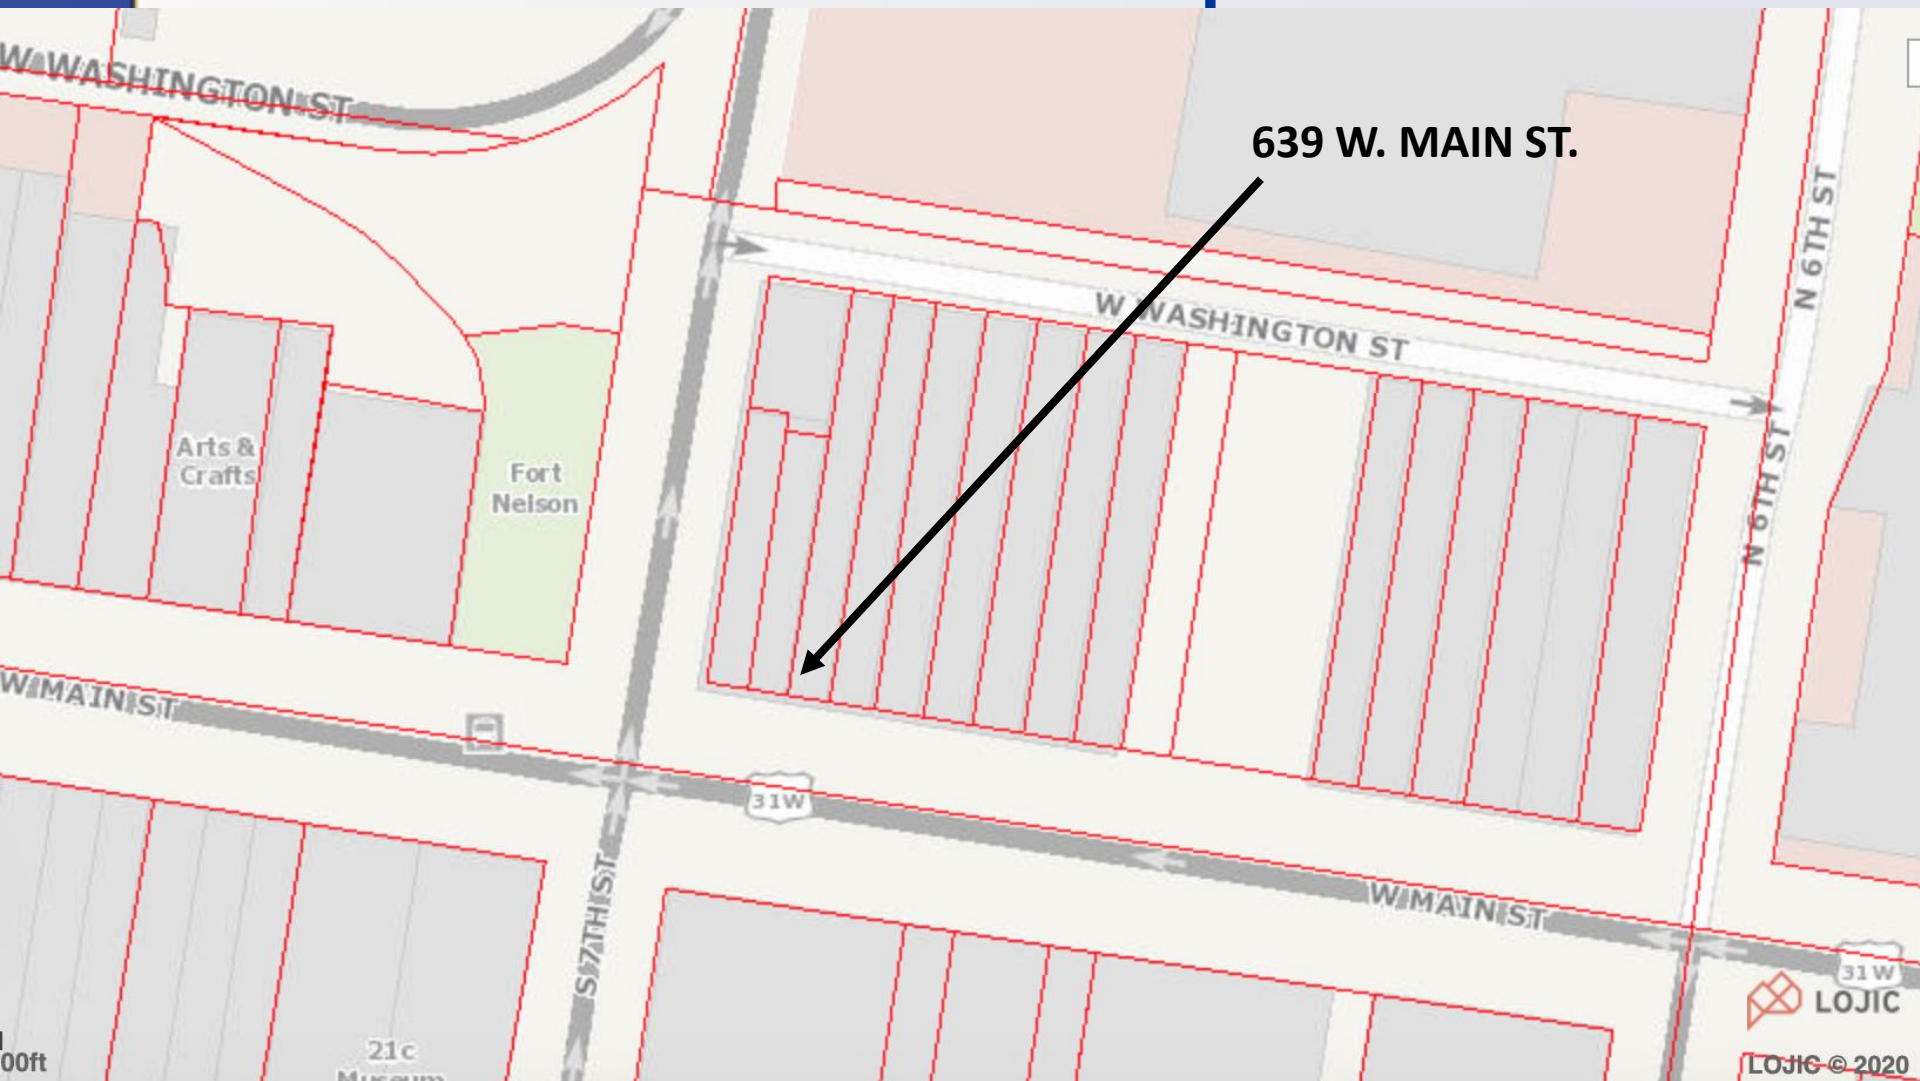 W WASHINGTON ST
639 W. MAIN ST.
N 6TH ST
W WASHINGTON ST
Arts &
Crafts
Fort
Nelson
N 6TH ST
W MAIN ST
31W
W MAIN ST
S 7TH ST
31W
LOJIC
21c
Museum
00ft
LOJIC © 2020